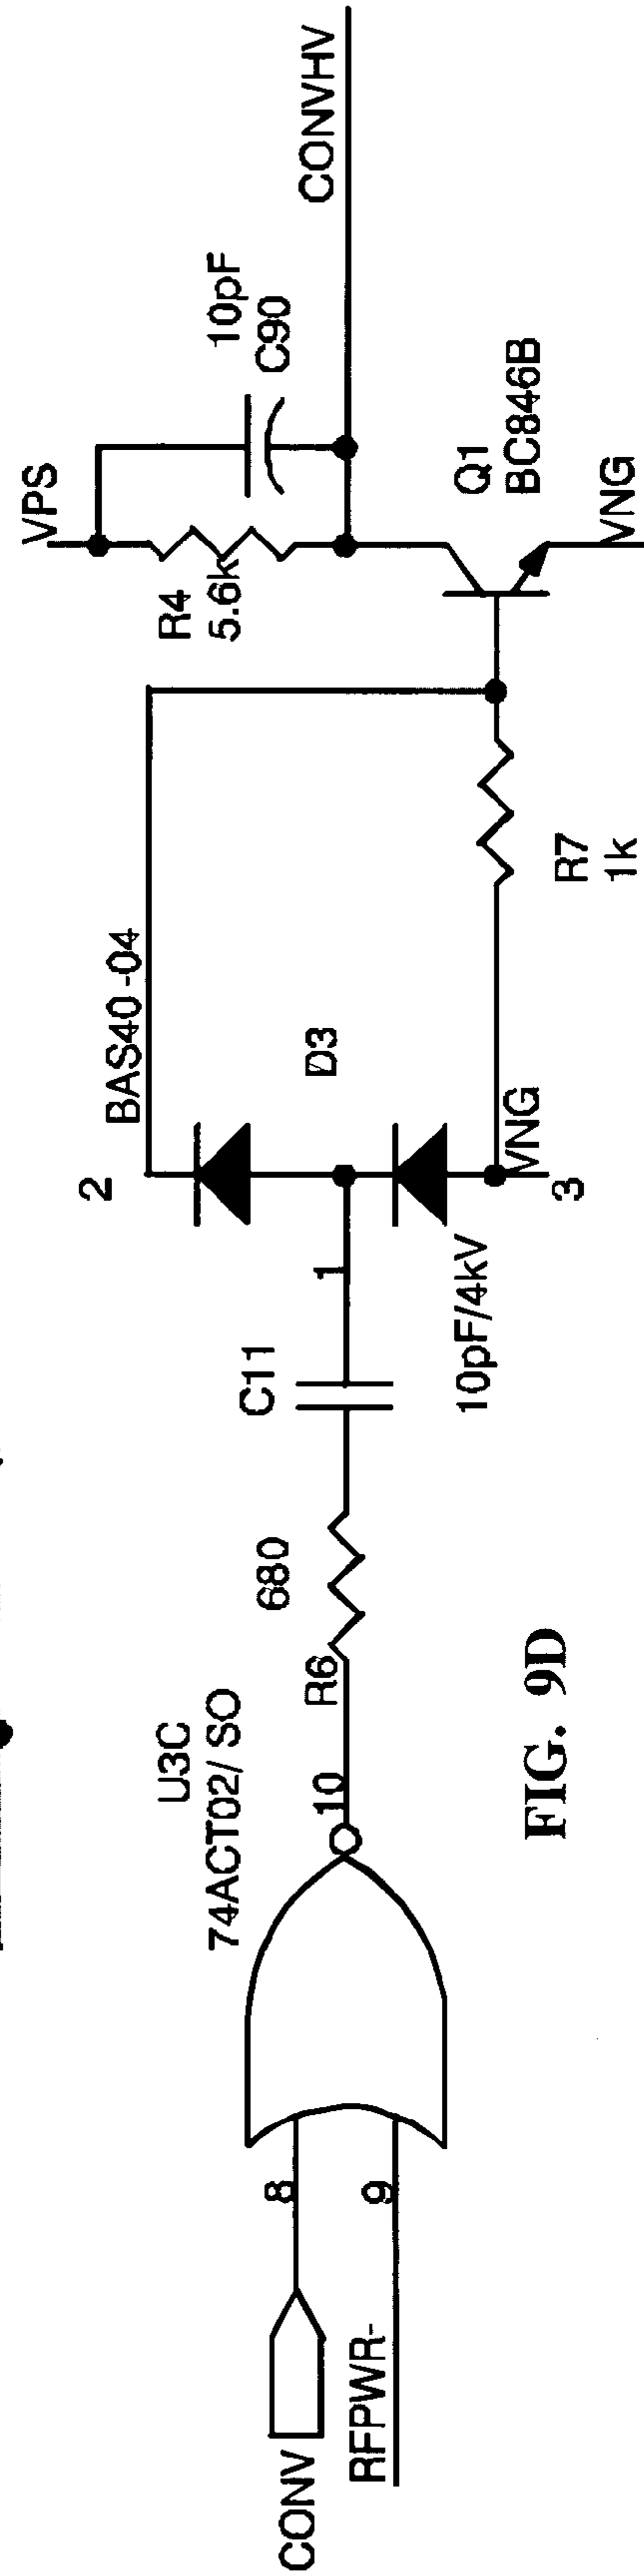 CONV
RFPWR-
8
9
U3C
74ACT02/ SO
10
R6
680
C11
10pF/4kV
1
2
BAS40-04
D3
VNG
3
R7
1k
VPS
R4
5.6k
10pF
C90
CONVHV
Q1
BC846B
VNG
FIG. 9D